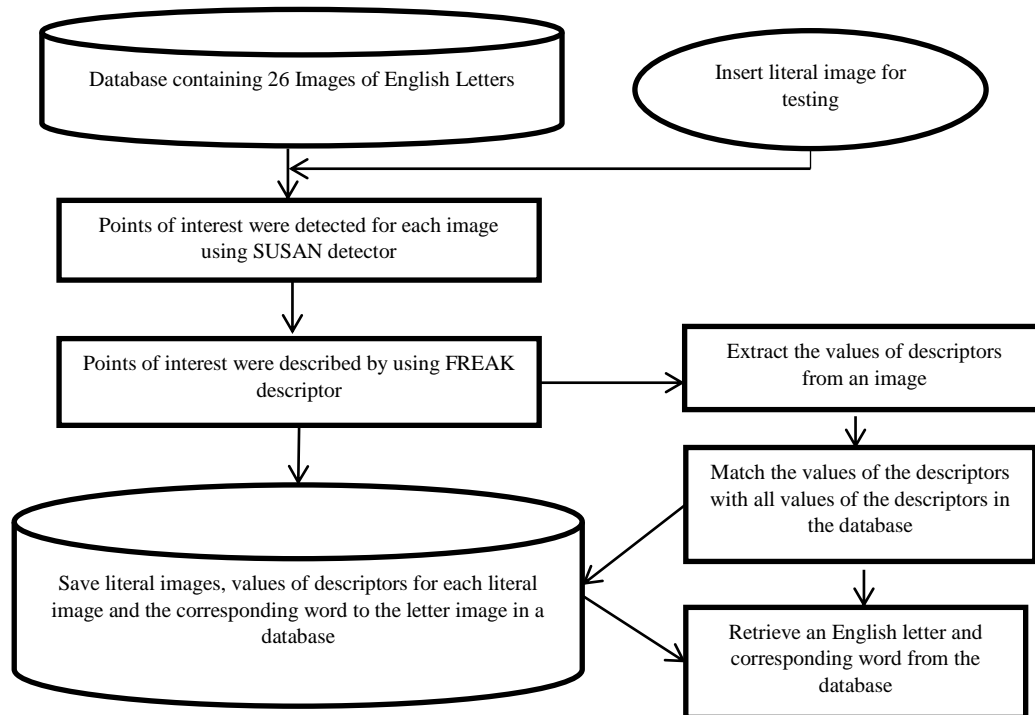 Database containing 26 Images of English Letters
Insert literal image for
testing
Points of interest were detected for each image
using SUSAN detector
Points of interest were described by using FREAK
descriptor
Extract the values of descriptors
from an image
Match the values of the descriptors
with all values of the descriptors in
the database
Save literal images, values of descriptors for each literal
image and the corresponding word to the letter image in a
database
Retrieve an English letter and
corresponding word from the
database